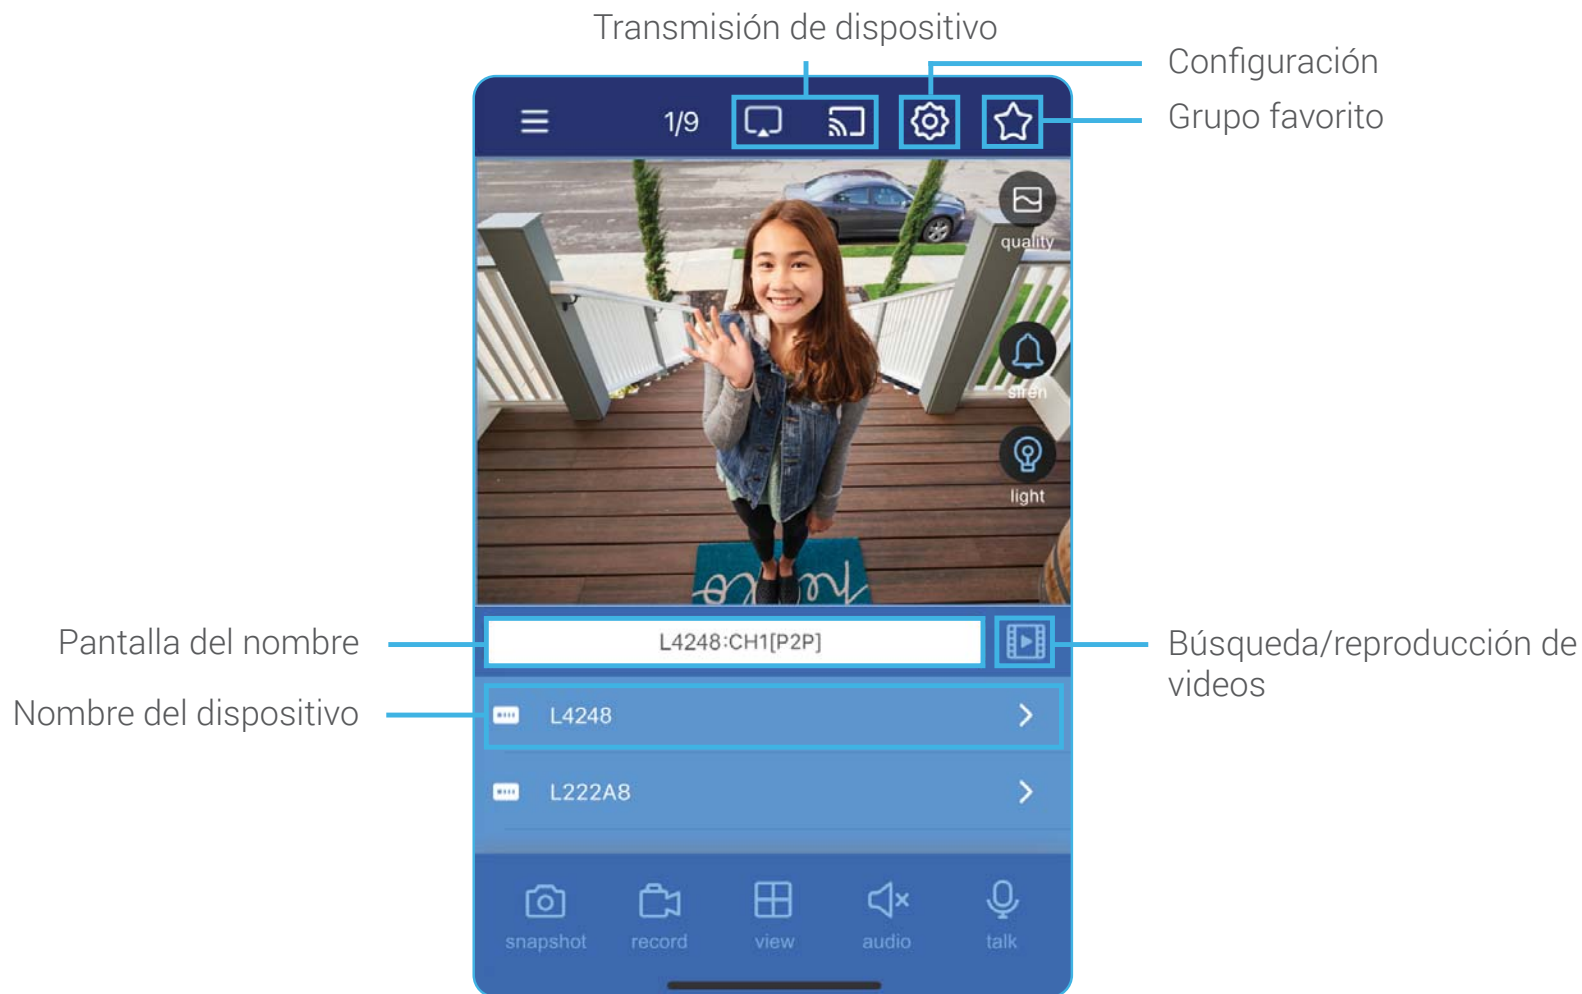 Transmisión de dispositivo
Configuración
Grupo favorito
1/9
quality
siren
light
hello
Pantalla del nombre
L4248:CH1[P2P]
Búsqueda/reproducción de
videos
Nombre del dispositivo
L4248
L222A8
snapshot
record
view
audio
talk